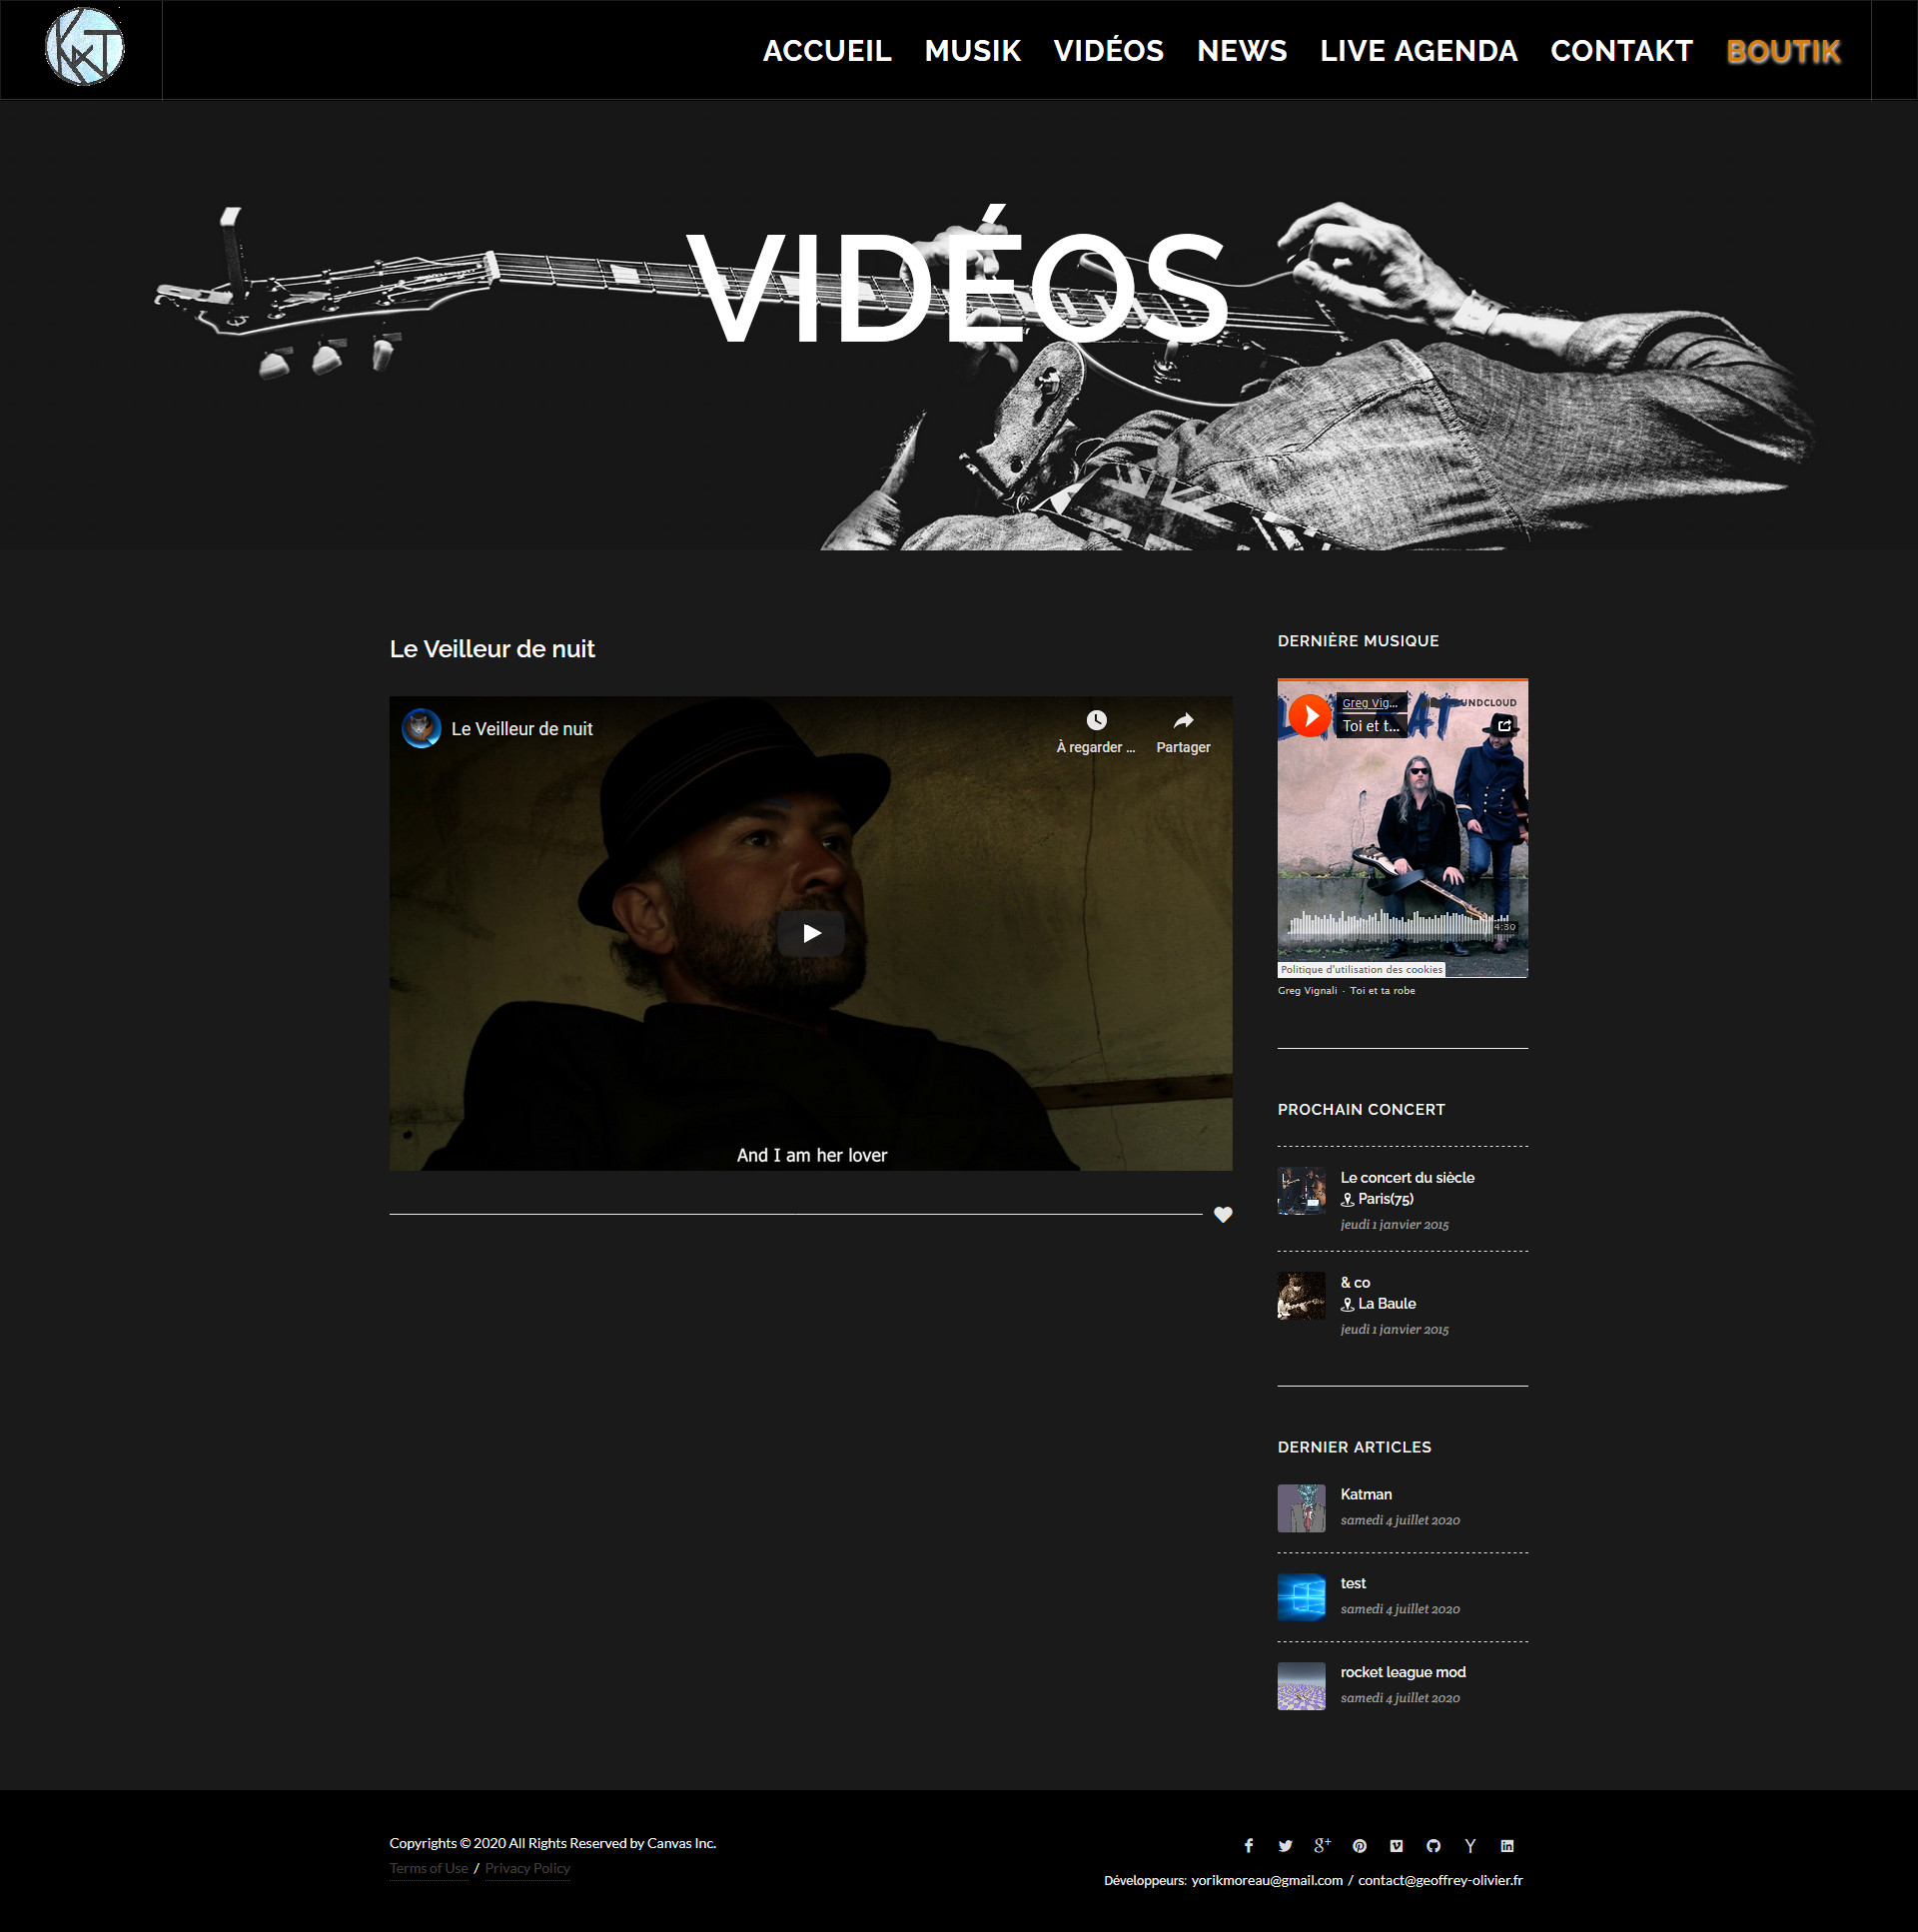 KAT
ACCUEIL MUSIK VIDÉOS NEWS LIVE AGENDA CONTAKT BOUTIK
VIDÉOS
Le Veilleur de nuit
Le Veilleur de nuit
À regarder ...
Partager
And I am her lover
DERNIÈRE MUSIQUE
Greg Vig...
Toi et t...
4:30
Politique d'utilisation des cookies
Greg Vignali · Toi et ta robe
PROCHAIN CONCERT
Le concert du siècle
Paris(75)
jeudi 1 janvier 2015
& co
La Baule
jeudi 1 janvier 2015
DERNIER ARTICLES
Katman
samedi 4 juillet 2020
test
samedi 4 juillet 2020
rocket league mod
samedi 4 juillet 2020
Copyrights © 2020 All Rights Reserved by Canvas Inc.
Terms of Use / Privacy Policy
Développeurs: yorikmoreau@gmail.com / contact@geoffrey-olivier.fr